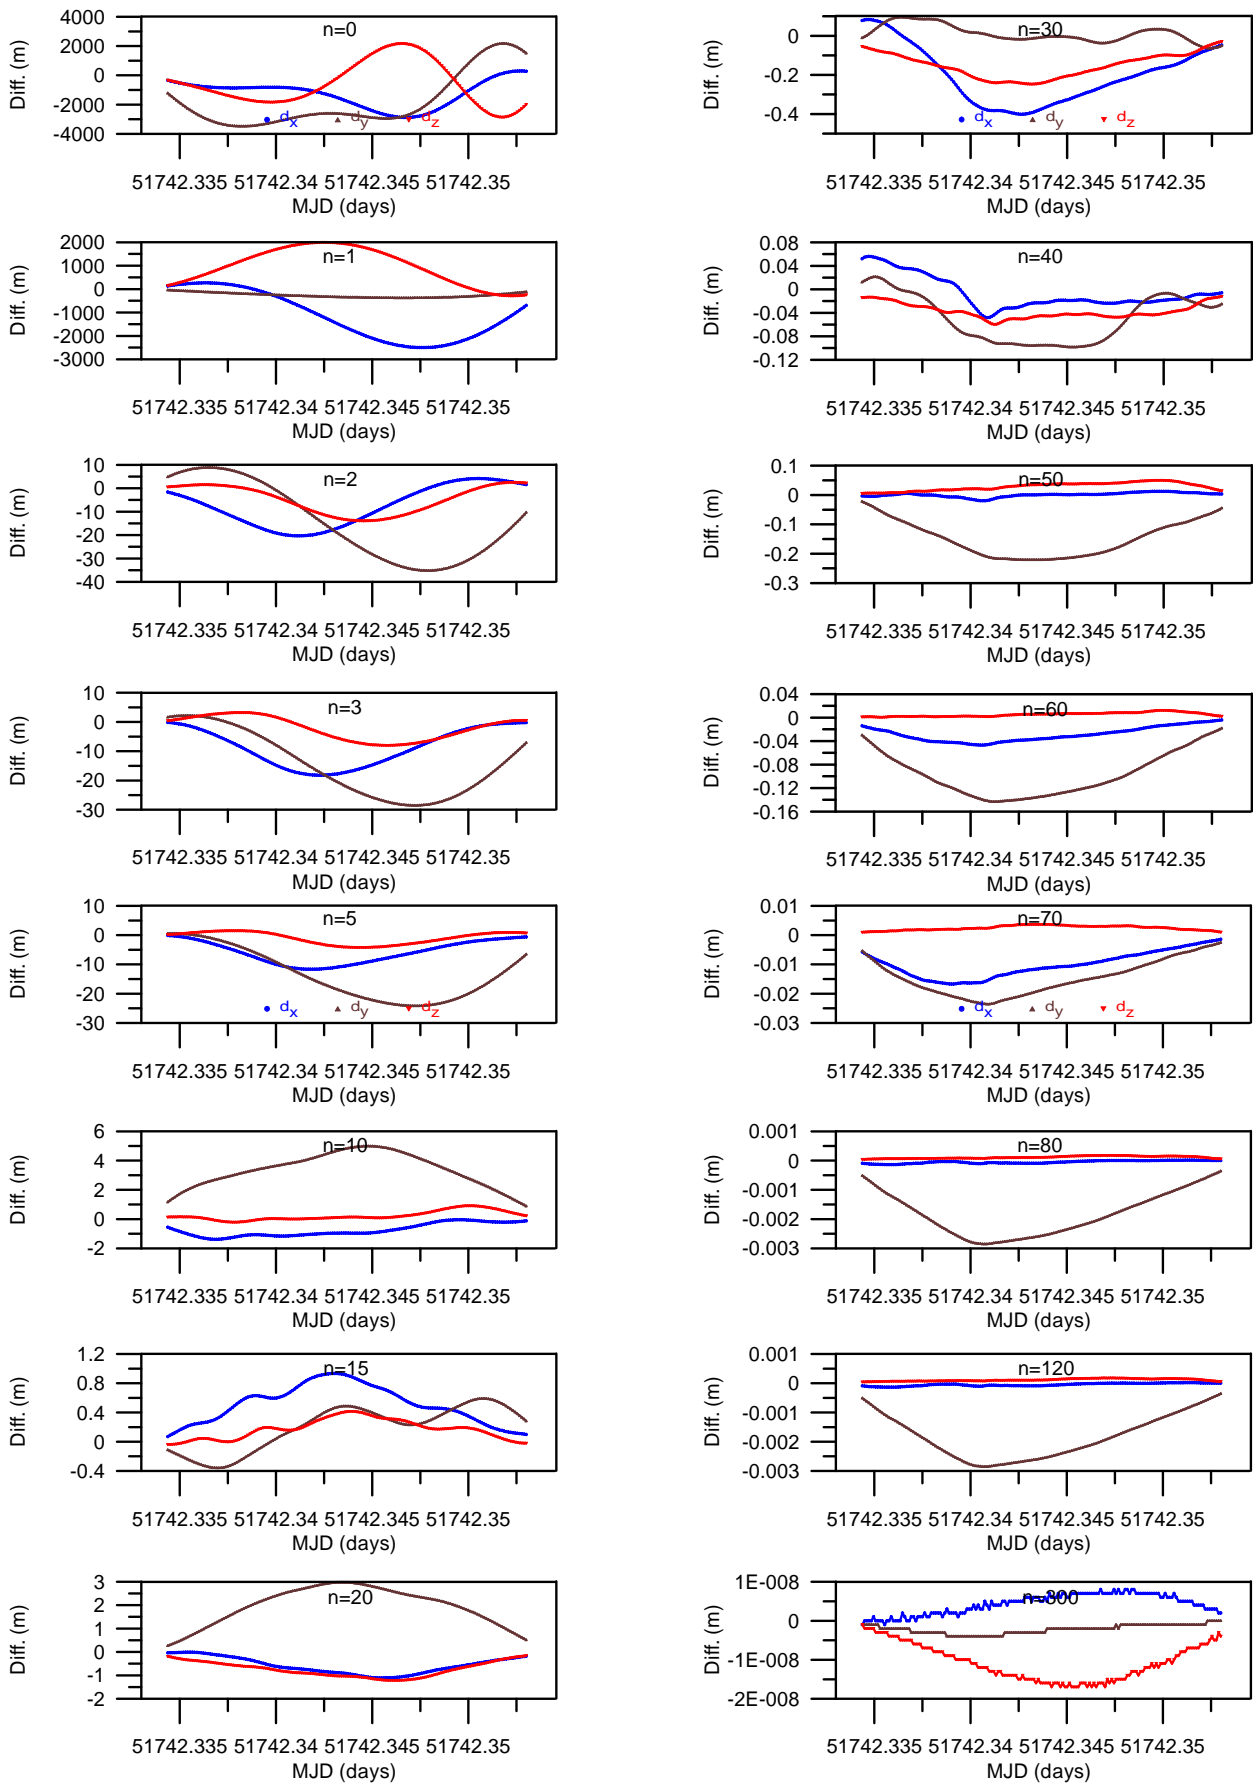 4000
2000
0
-2000
-4000
Diff. (m)
n=0
dx dy dz
51742.335 51742.34 51742.345 51742.35
MJD (days)
2000
1000
0
-1000
-2000
-3000
Diff. (m)
n=1
51742.335 51742.34 51742.345 51742.35
MJD (days)
10
0
-10
-20
-30
-40
Diff. (m)
n=2
51742.335 51742.34 51742.345 51742.35
MJD (days)
10
0
-10
-20
-30
Diff. (m)
n=3
51742.335 51742.34 51742.345 51742.35
MJD (days)
10
0
-10
-20
-30
Diff. (m)
n=5
dx dy dz
51742.335 51742.34 51742.345 51742.35
MJD (days)
6
4
2
0
-2
Diff. (m)
n=10
51742.335 51742.34 51742.345 51742.35
MJD (days)
1.2
0.8
0.4
0
-0.4
Diff. (m)
n=15
51742.335 51742.34 51742.345 51742.35
MJD (days)
3
2
2
1
0
-1
-1
-2
Diff. (m)
n=20
51742.335 51742.34 51742.345 51742.35
MJD (days)
0
-0.2
-0.4
Diff. (m)
n=30
dx dy dz
51742.335 51742.34 51742.345 51742.35
MJD (days)
0.08
0.04
0
-0.04
-0.08
-0.12
Diff. (m)
n=40
51742.335 51742.34 51742.345 51742.35
MJD (days)
0.1
0
-0.1
-0.2
-0.3
Diff. (m)
n=50
51742.335 51742.34 51742.345 51742.35
MJD (days)
0.04
0
-0.04
-0.08
-0.12
-0.16
Diff. (m)
n=60
51742.335 51742.34 51742.345 51742.35
MJD (days)
0.01
0
-0.01
-0.02
-0.03
Diff. (m)
n=70
dx dy dz
51742.335 51742.34 51742.345 51742.35
MJD (days)
0.001
0
-0.001
-0.002
-0.003
Diff. (m)
n=80
51742.335 51742.34 51742.345 51742.35
MJD (days)
0.001
0
-0.001
-0.002
-0.003
Diff. (m)
n=120
51742.335 51742.34 51742.345 51742.35
MJD (days)
1E-008
0
-1E-008
-2E-008
Diff. (m)
n=300
51742.335 51742.34 51742.345 51742.35
MJD (days)